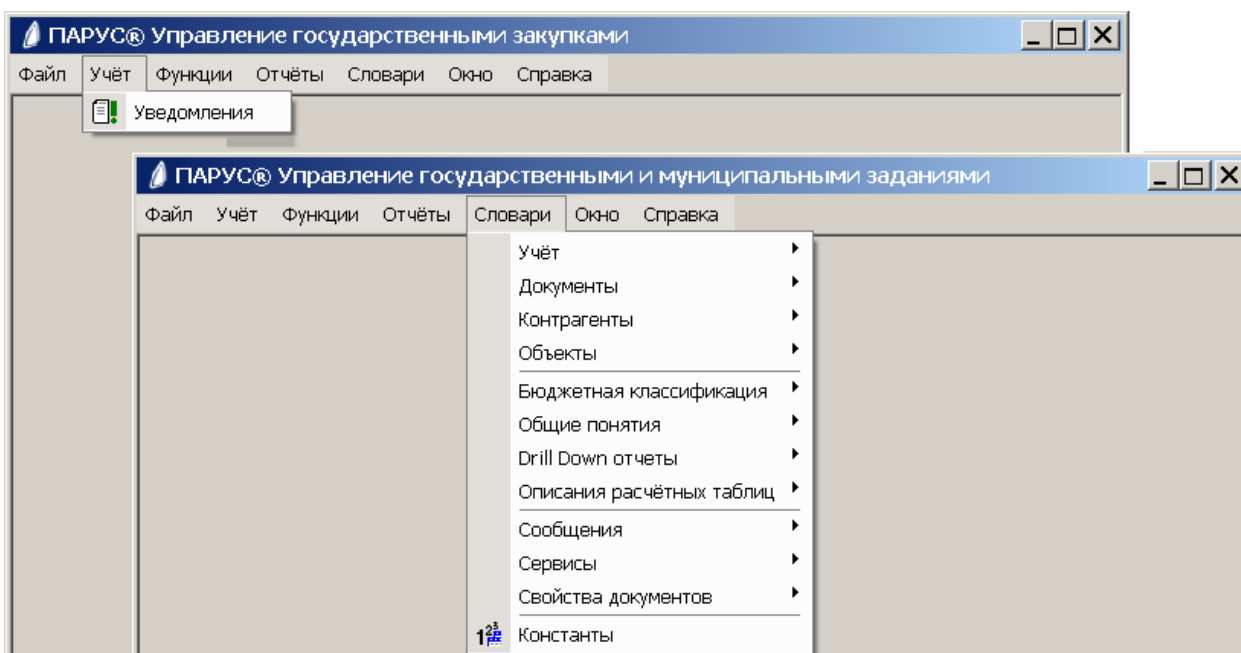 ПАРУС® Управление государственными закупками
Файл Учёт Функции Отчёты Словари Окно Справка
Уведомления
ПАРУС® Управление государственными и муниципальными заданиями
Файл Учёт Функции Отчёты Словари Окно Справка
Учёт
Документы
Контрагенты
Объекты
Бюджетная классификация
Общие понятия
Drill Down отчеты
Описания расчётных таблиц
Сообщения
Сервисы
Свойства документов
Константы